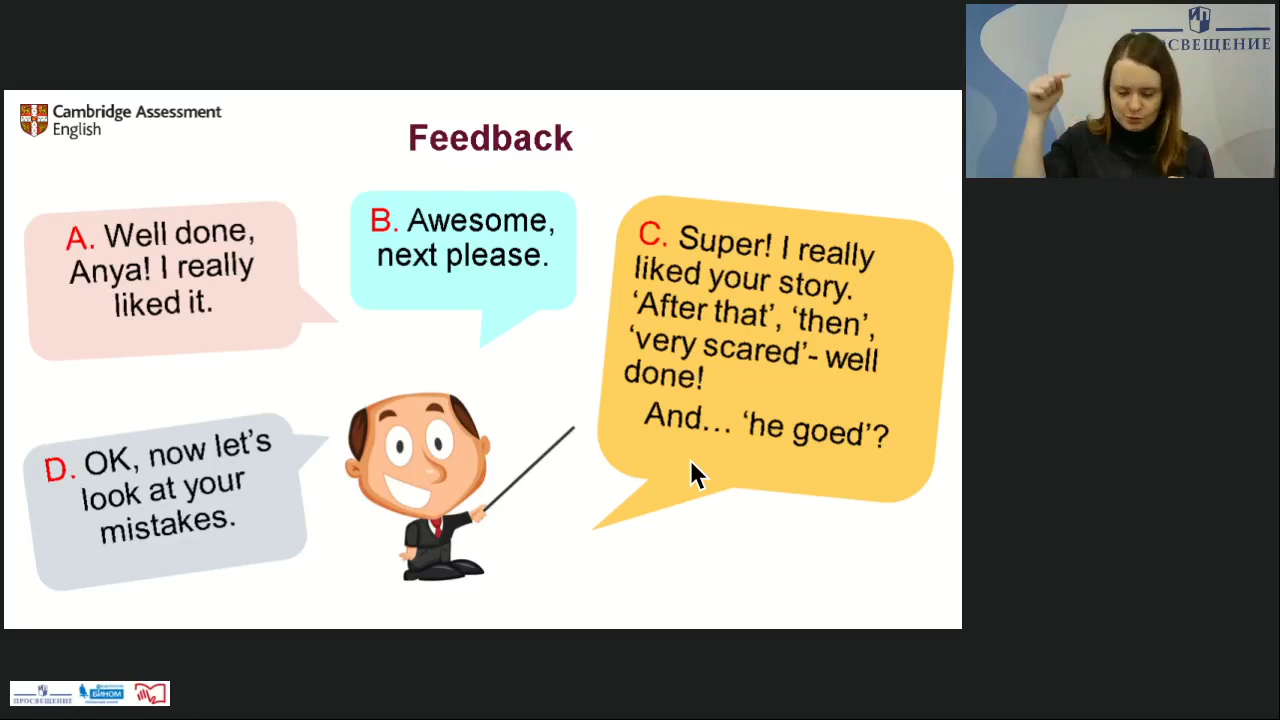 Cambridge Assessment
English
Feedback
A. Well done,
Anya! I really
liked it.
B. Awesome,
next please.
C. Super! I really
liked your story.
‘After that’, ‘then’,
‘very scared’- well
done!
And… ‘he goed’?
D. OK, now let’s
look at your
mistakes.
ПРОСВЕЩЕНИЕ
БИНОМ